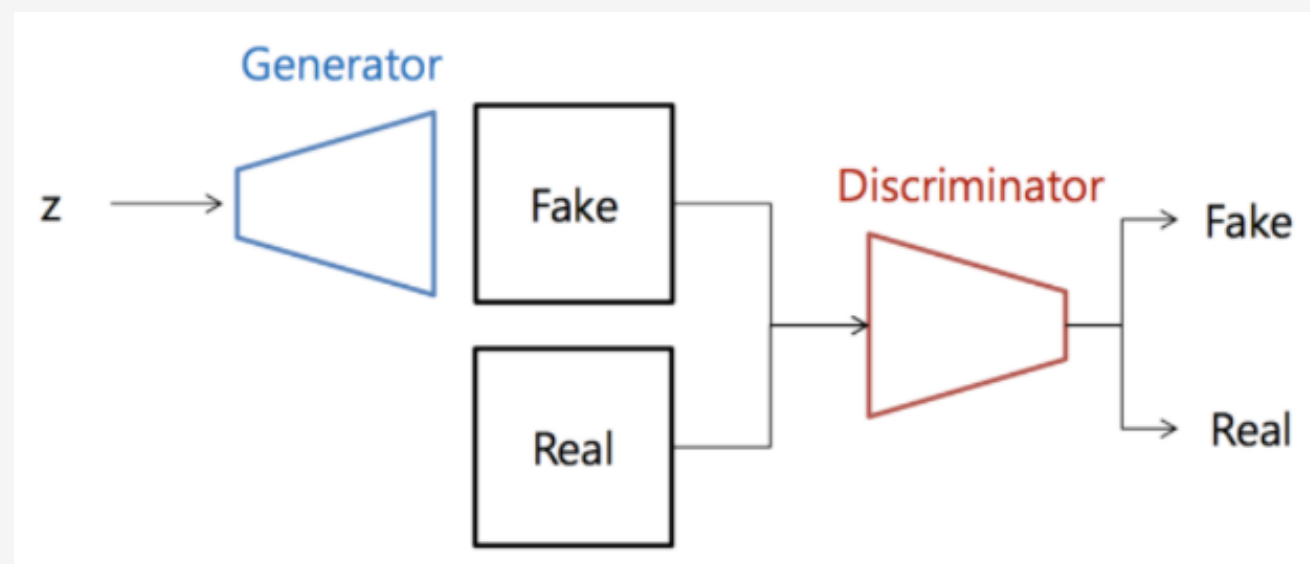 Generator
z
Fake
Discriminator
Fake
Real
Real